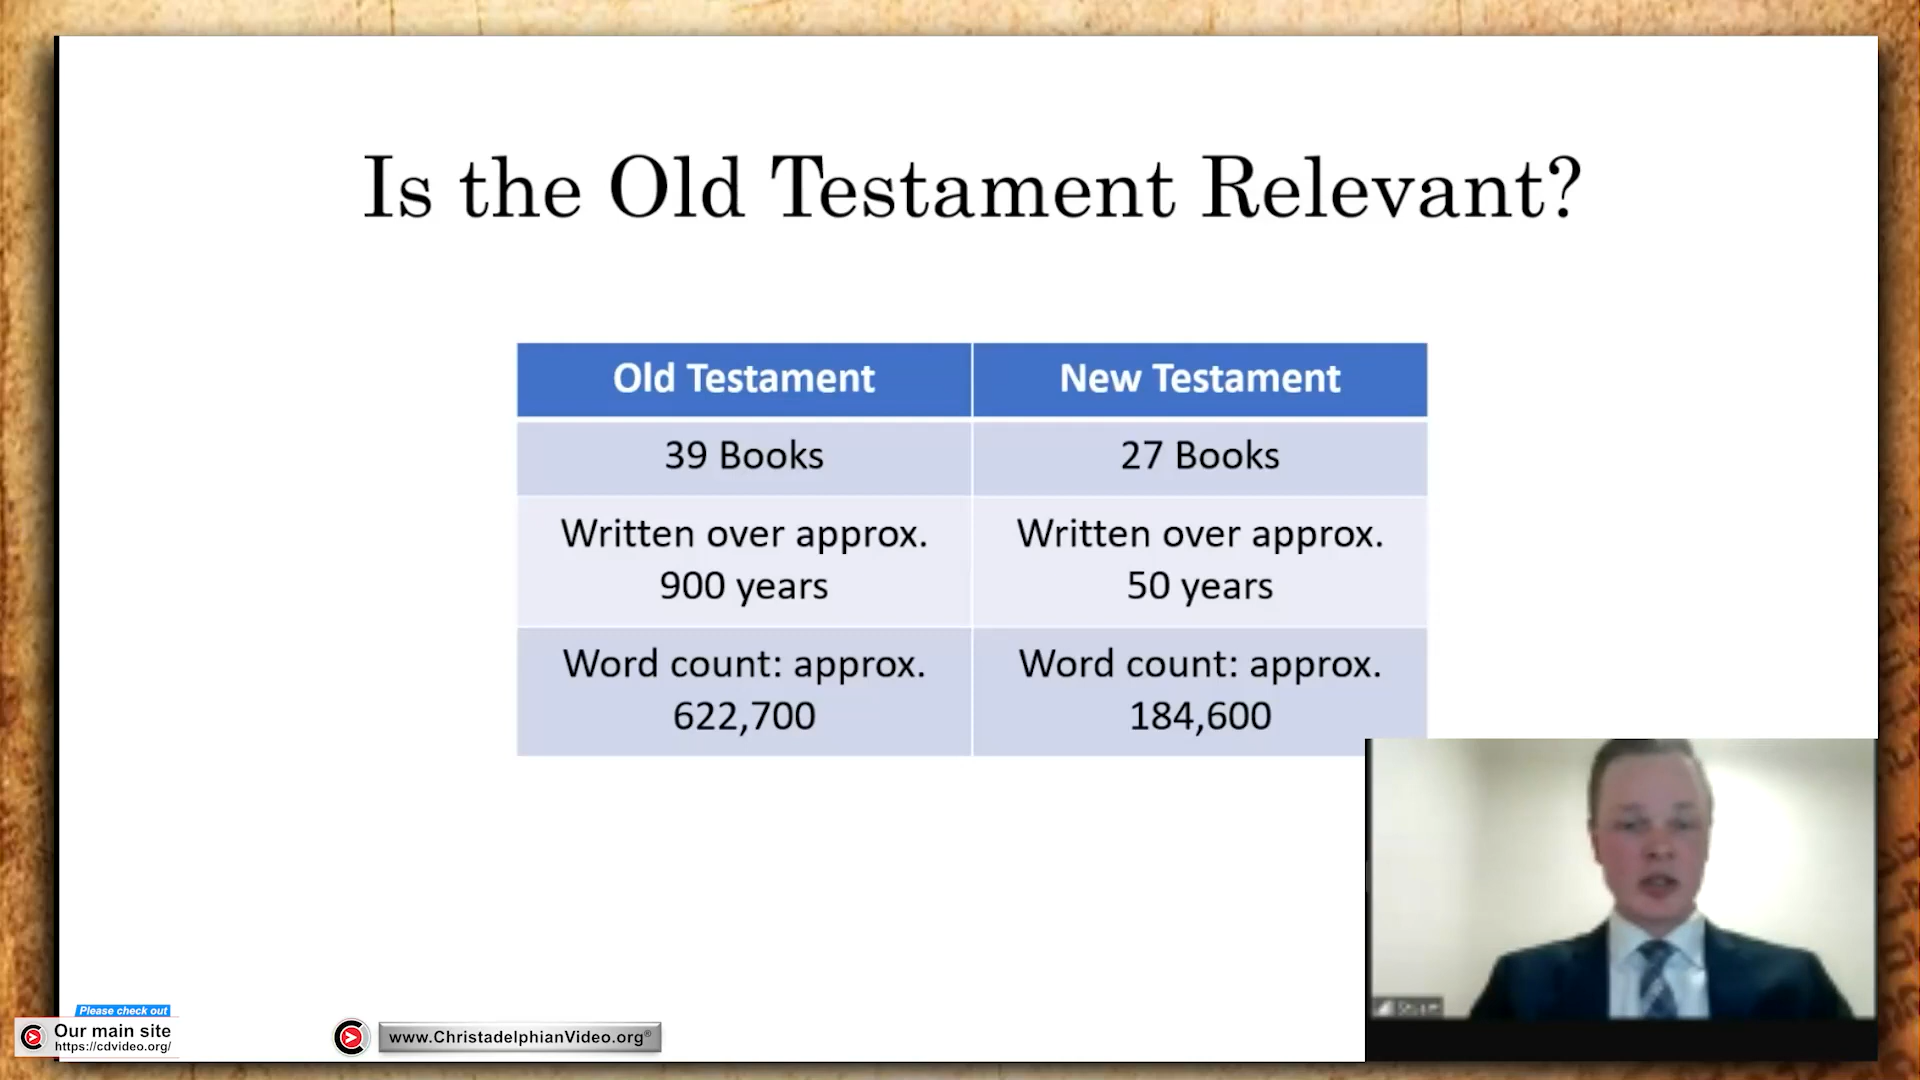 Is the Old Testament Relevant?
Old Testament
New Testament
39 Books
27 Books
Written over approx.
900 years
Written over approx.
50 years
Word count: approx.
622,700
Word count: approx.
184,600
Please check out
Our main site
https://cdvideo.org/
www.ChristadelphianVideo.org®